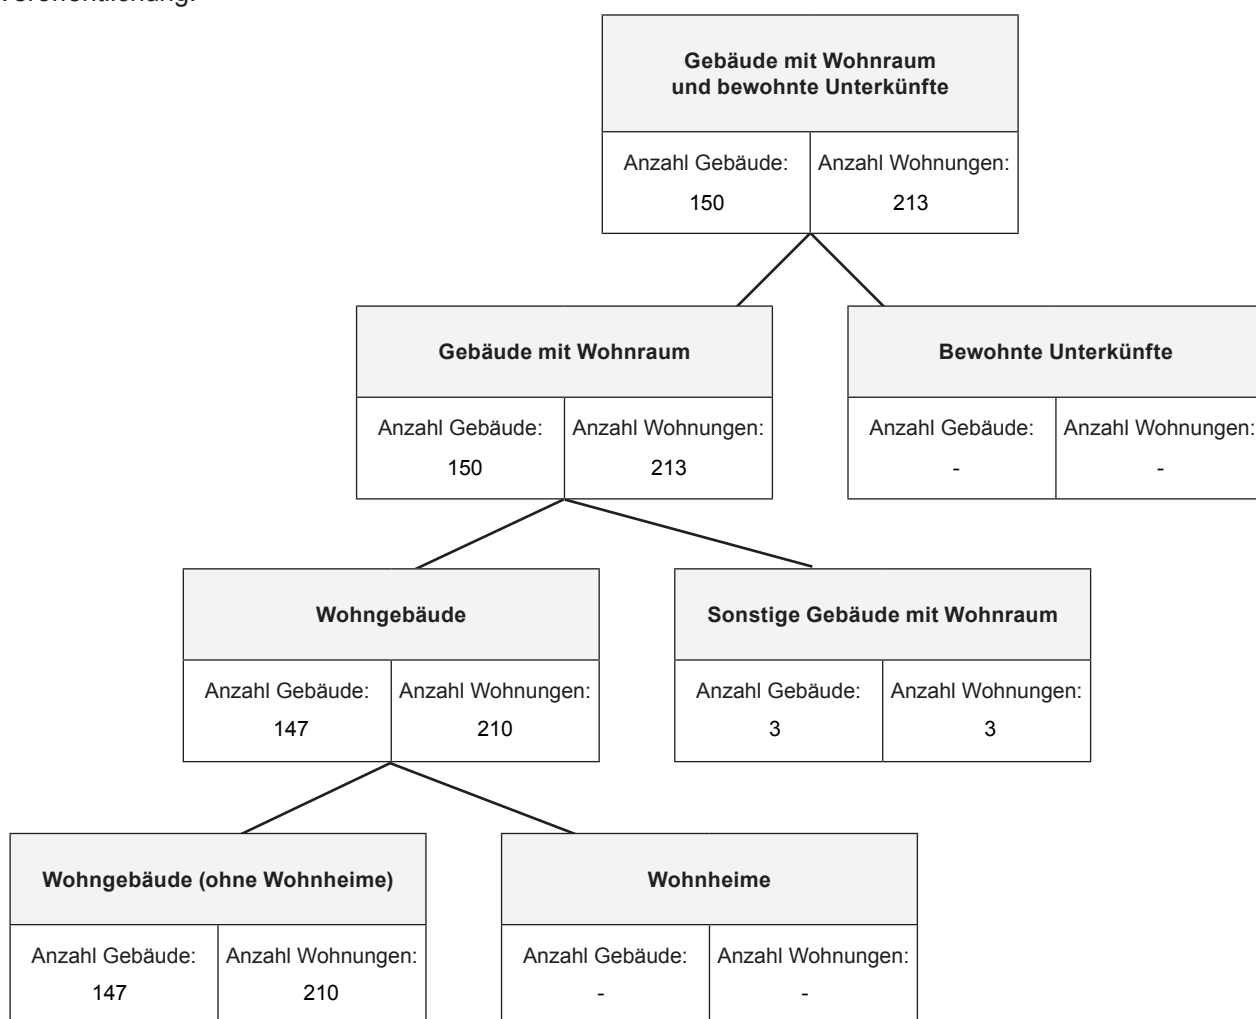 Veröffentlichung.
Gebäude mit Wohnraum
und bewohnte Unterkünfte
Anzahl Gebäude: Anzahl Wohnungen:
150 213
Gebäude mit Wohnraum Bewohnte Unterkünfte
Anzahl Gebäude: Anzahl Wohnungen: Anzahl Gebäude: Anzahl Wohnungen:
150 213 - -
Wohngebäude Sonstige Gebäude mit Wohnraum
Anzahl Gebäude: Anzahl Wohnungen: Anzahl Gebäude: Anzahl Wohnungen:
147 210 3 3
Wohngebäude (ohne Wohnheime) Wohnheime
Anzahl Gebäude: Anzahl Wohnungen: Anzahl Gebäude: Anzahl Wohnungen:
147 210 - -